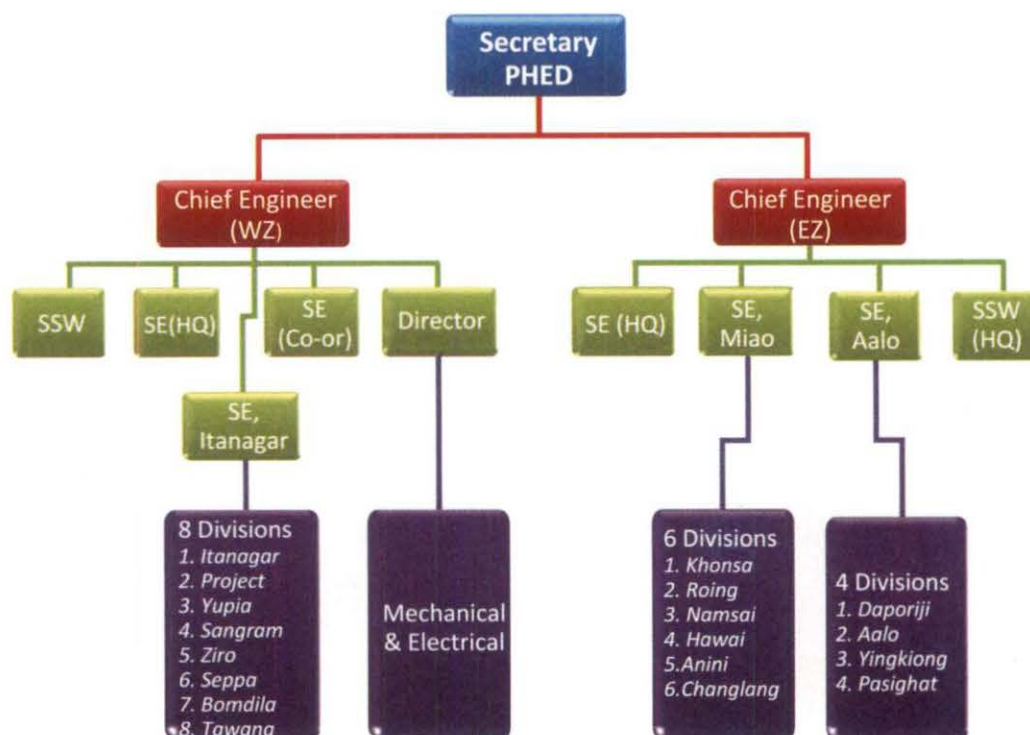 Secretary
PHED
Chief Engineer
(WZ)
Chief Engineer
(EZ)
SSW
SE(HQ)
SE
(Co-or)
Director
SE (HQ)
SE,
Miao
SE,
Aalo
SSW
(HQ)
SE,
Itanagar
8 Divisions
1. Itanagar
2. Project
3. Yupia
4. Sangram
5. Ziro
6. Seppa
7. Bomdila
8. Tawang
Mechanical
& Electrical
6 Divisions
1. Khonsa
2. Roing
3. Namsai
4. Hawai
5.Anini
6.Changlang
4 Divisions
1. Daporiji
2. Aalo
3. Yingkiong
4. Pasighat